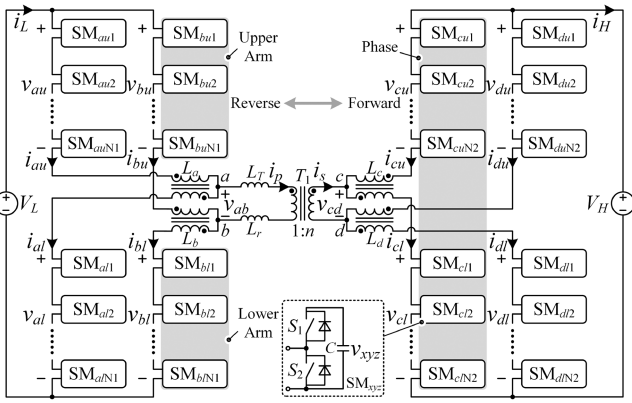 i_L
i_H
SM_au1
SM_bu1
Upper
Arm
Phase
SM_cu1
SM_du1
v_au
SM_au2
v_bu
SM_bu2
v_cu
SM_cu2
v_du
SM_du2
Reverse
Forward
SM_auN1
SM_buN1
SM_cuN2
SM_duN2
i_au
i_bu
L_a
a
L_T
i_p
T_1
i_s
c
L_c
i_cu
i_du
V_L
v_ab
v_cd
V_H
b
L_b
L_r
1:n
d
L_d
i_al
i_bl
i_cl
i_dl
SM_al1
SM_bl1
SM_cl1
SM_dl1
v_al
SM_al2
v_bl
SM_bl2
Lower
Arm
S_1
C
v_xyz
S_2
SM_xyz
v_cl
SM_cl2
v_dl
SM_dl2
SM_alN1
SM_blN1
SM_clN2
SM_dlN2